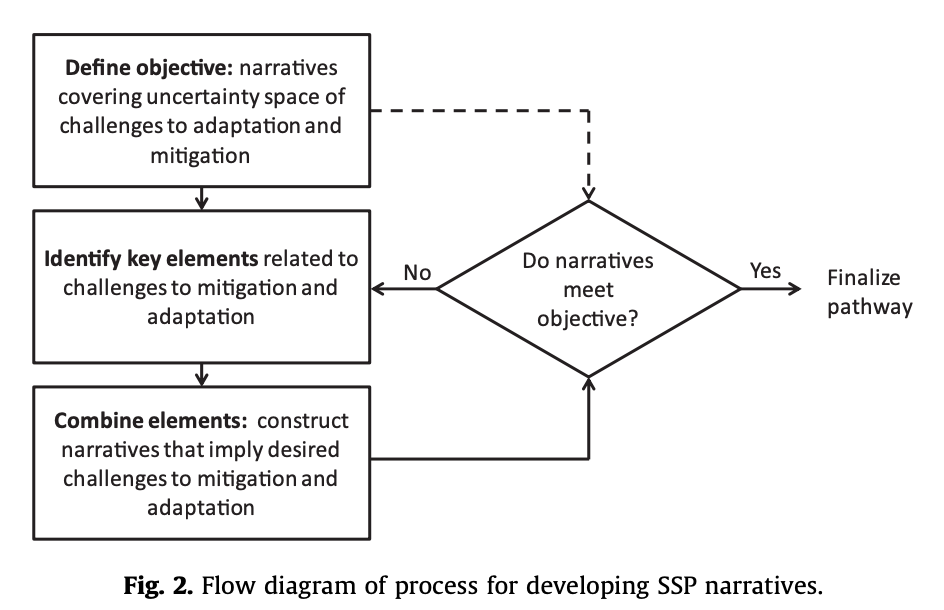 Define objective: narratives
covering uncertainty space of
challenges to adaptation and
mitigation
Identify key elements related to
challenges to mitigation and
adaptation
Combine elements: construct
narratives that imply desired
challenges to mitigation and
adaptation
No
Do narratives
meet
objective?
Yes
Finalize
pathway
Fig. 2. Flow diagram of process for developing SSP narratives.